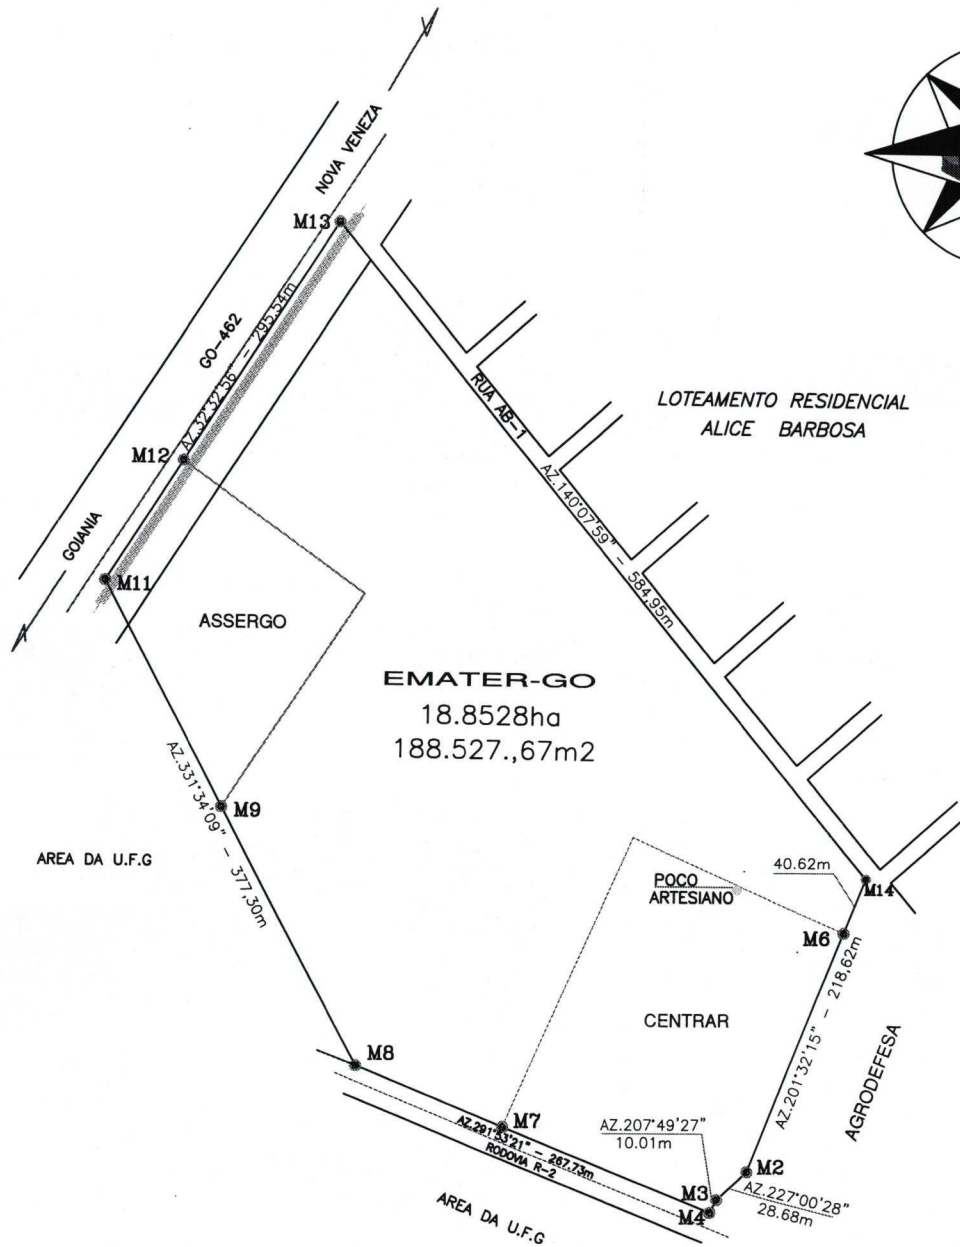 NOVA VENEZA
M13
GO-462
AZ.32°32'56" - 295.54m
RUA AB-1
LOTEAMENTO RESIDENCIAL
ALICE BARBOSA
M12
AZ.140°07'59" - 584,95m
GOIANIA
M11
ASSERGO
EMATER-GO
18.8528ha
188.527.,67m2
AZ.331°34'09" - 377,30m
M9
AREA DA U.F.G
40.62m
POCO
ARTESIANO
M14
M6
CENTRAR
AZ.201°32'15" - 218,62m
AGRODEFESA
M8
M7
AZ.291°53'21" - 267.73m
RODOVIA R-2
AZ.207°49'27"
10.01m
M2
M3
M4
AZ.227°00'28"
28.68m
AREA DA U.F.G